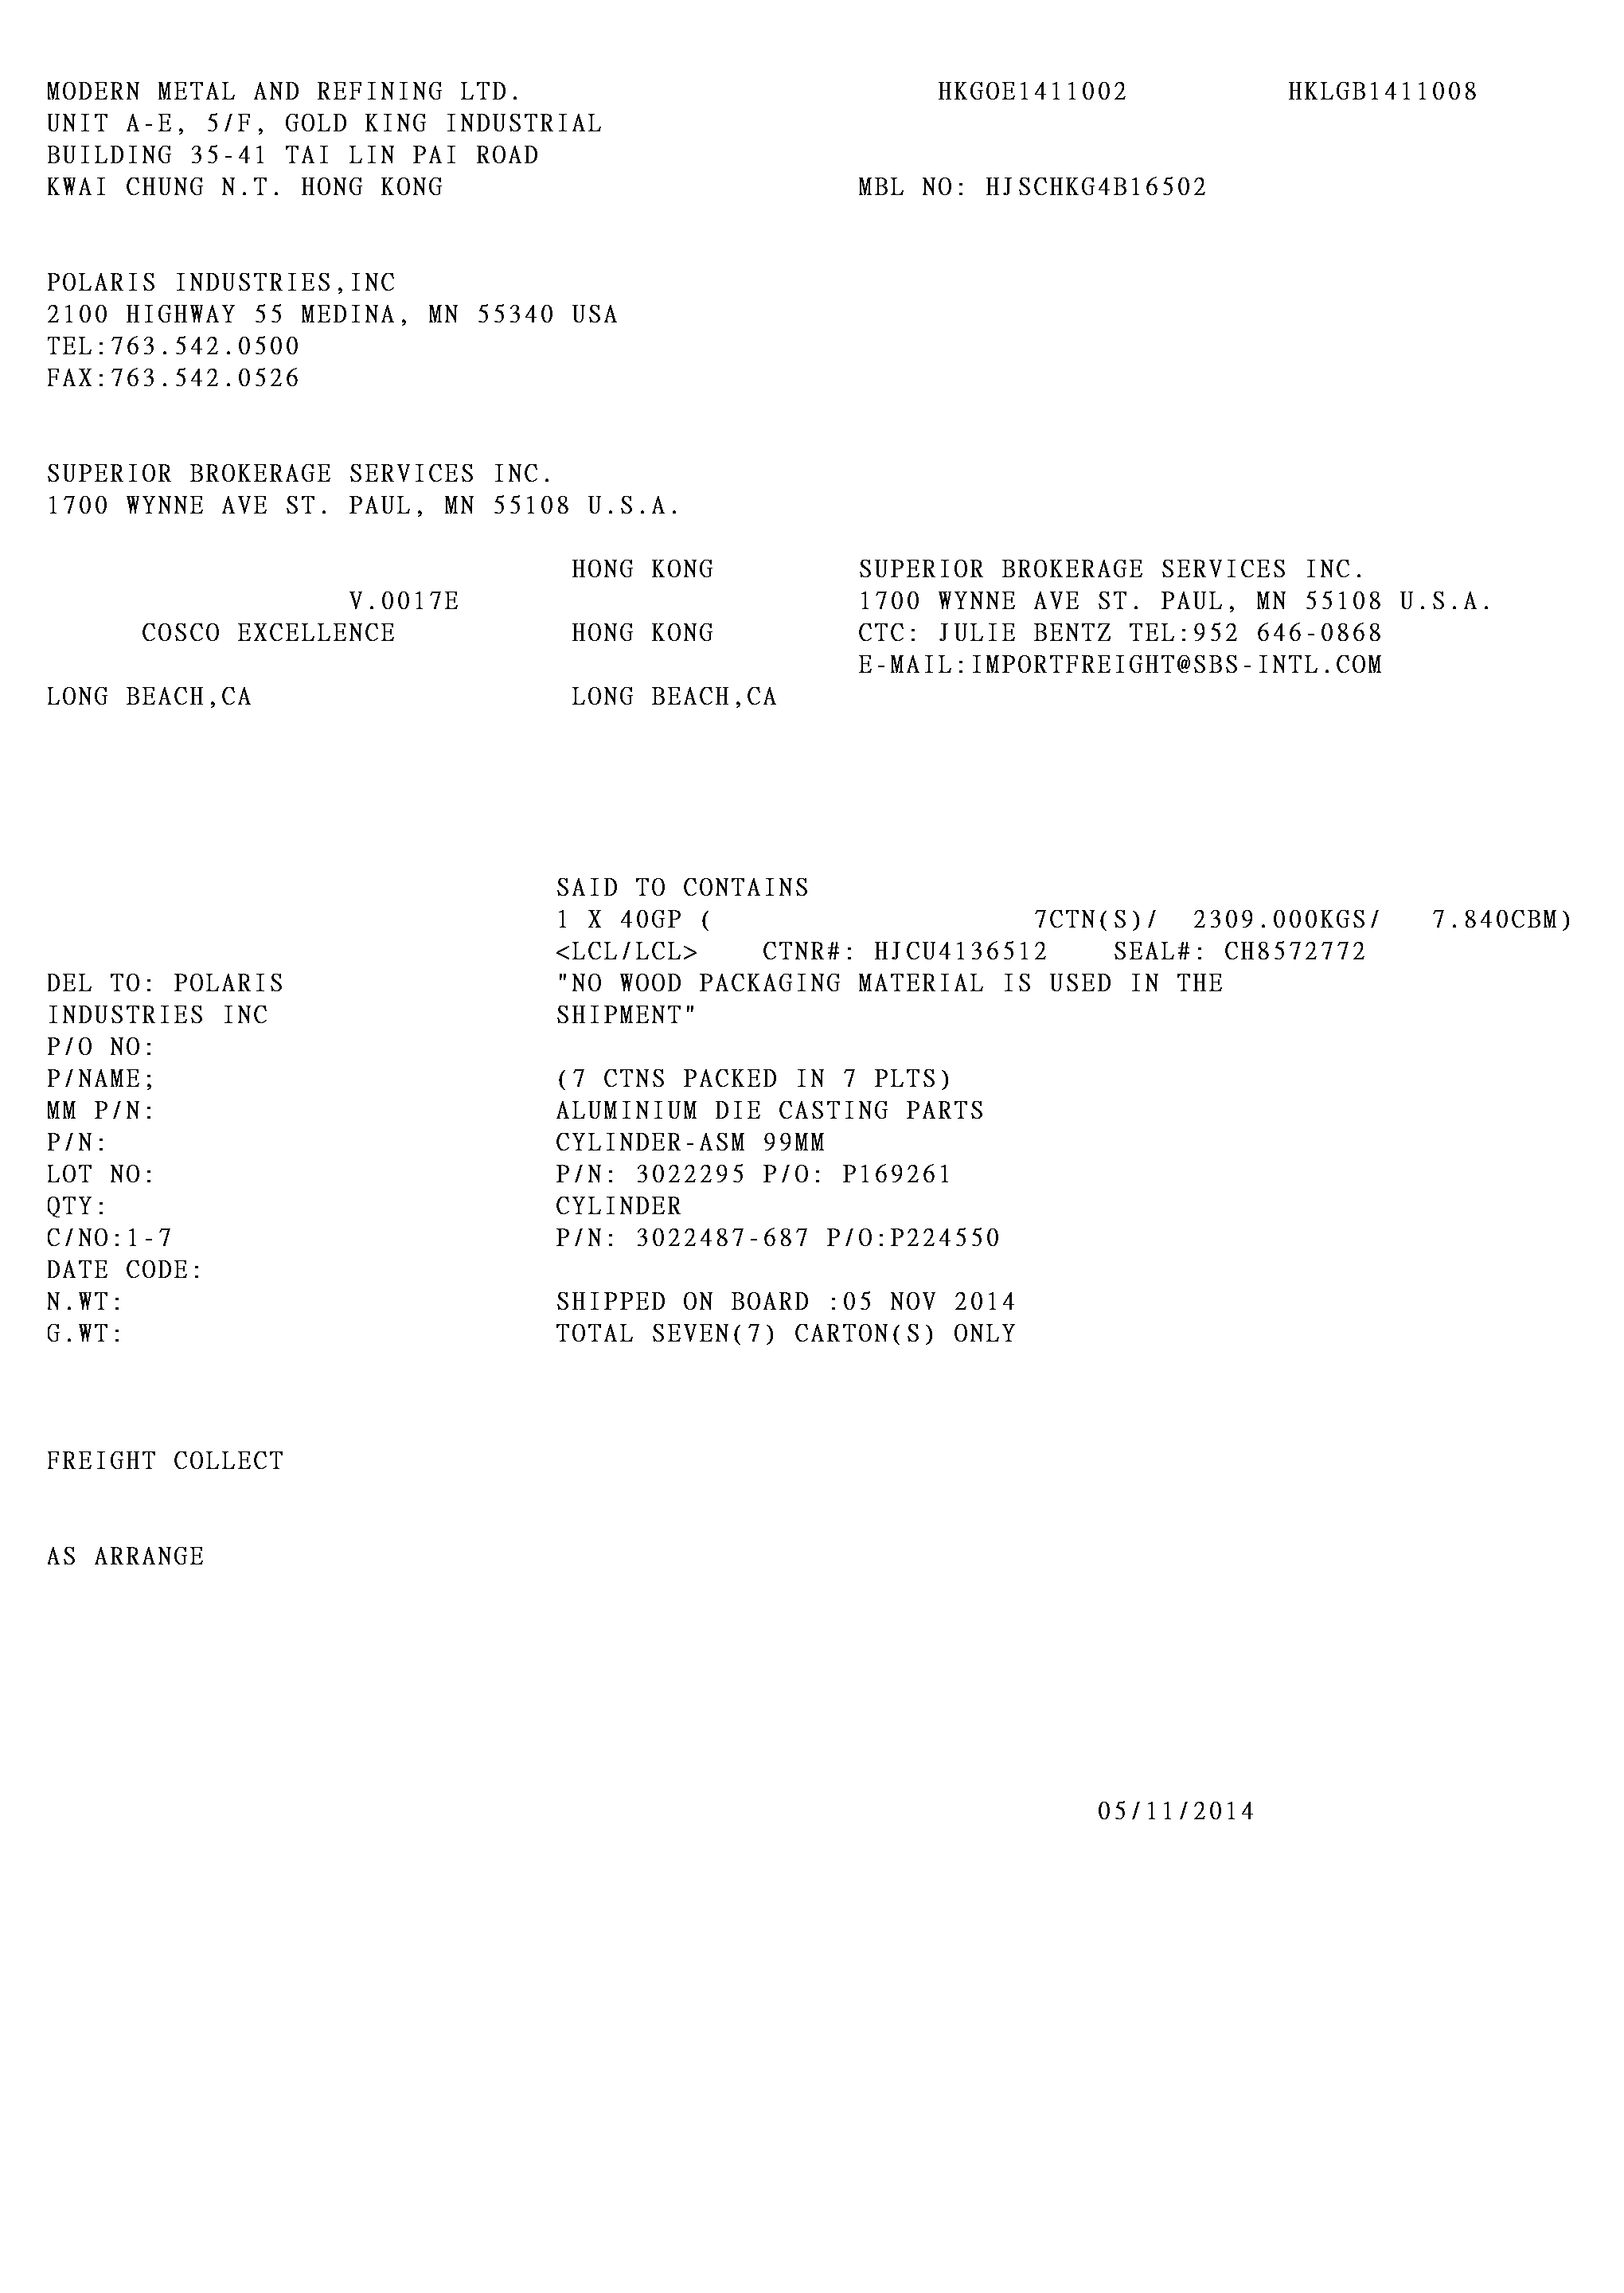 MODERN METAL AND REFINING LTD. HKGOE1411002 HKLGB1411008
UNIT A-E, 5/F, GOLD KING INDUSTRIAL
BUILDING 35-41 TAI LIN PAI ROAD
KWAI CHUNG N.T. HONG KONG MBL NO: HJSCHKG4B16502
POLARIS INDUSTRIES,INC
2100 HIGHWAY 55 MEDINA, MN 55340 USA
TEL:763.542.0500
FAX:763.542.0526
SUPERIOR BROKERAGE SERVICES INC.
1700 WYNNE AVE ST. PAUL, MN 55108 U.S.A.
HONG KONG SUPERIOR BROKERAGE SERVICES INC.
V.0017E 1700 WYNNE AVE ST. PAUL, MN 55108 U.S.A.
COSCO EXCELLENCE HONG KONG CTC: JULIE BENTZ TEL:952 646-0868
E-MAIL:IMPORTFREIGHT@SBS-INTL.COM
LONG BEACH,CA LONG BEACH,CA
SAID TO CONTAINS
1 X 40GP ( 7CTN(S)/ 2309.000KGS/ 7.840CBM)
<LCL/LCL> CTNR#: HJCU4136512 SEAL#: CH8572772
DEL TO: POLARIS "NO WOOD PACKAGING MATERIAL IS USED IN THE
INDUSTRIES INC SHIPMENT"
P/O NO:
P/NAME; (7 CTNS PACKED IN 7 PLTS)
MM P/N: ALUMINIUM DIE CASTING PARTS
P/N: CYLINDER-ASM 99MM
LOT NO: P/N: 3022295 P/O: P169261
QTY: CYLINDER
C/NO:1-7 P/N: 3022487-687 P/O:P224550
DATE CODE:
N.WT: SHIPPED ON BOARD :05 NOV 2014
G.WT: TOTAL SEVEN(7) CARTON(S) ONLY
FREIGHT COLLECT
AS ARRANGE
05/11/2014